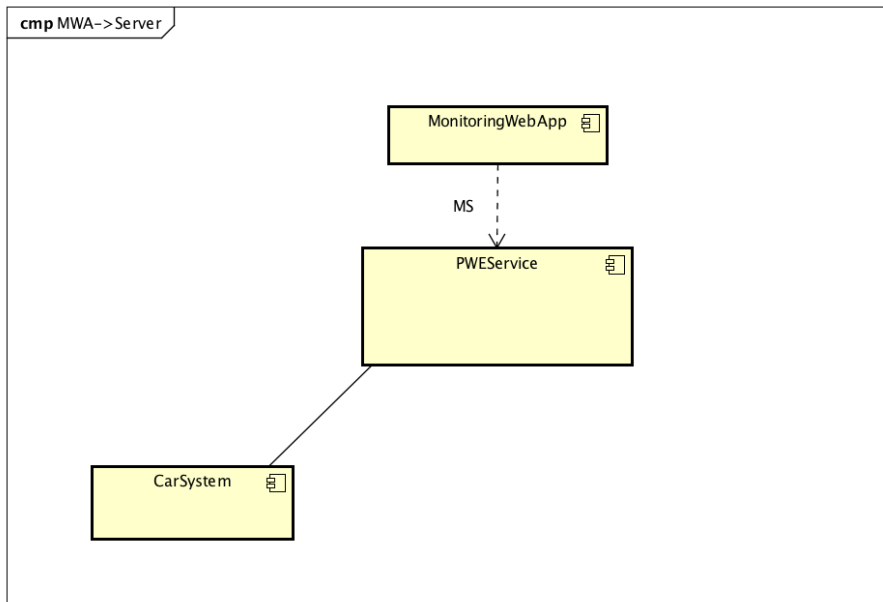 cmp MWA->Server
MonitoringWebApp
MS
PWEService
CarSystem